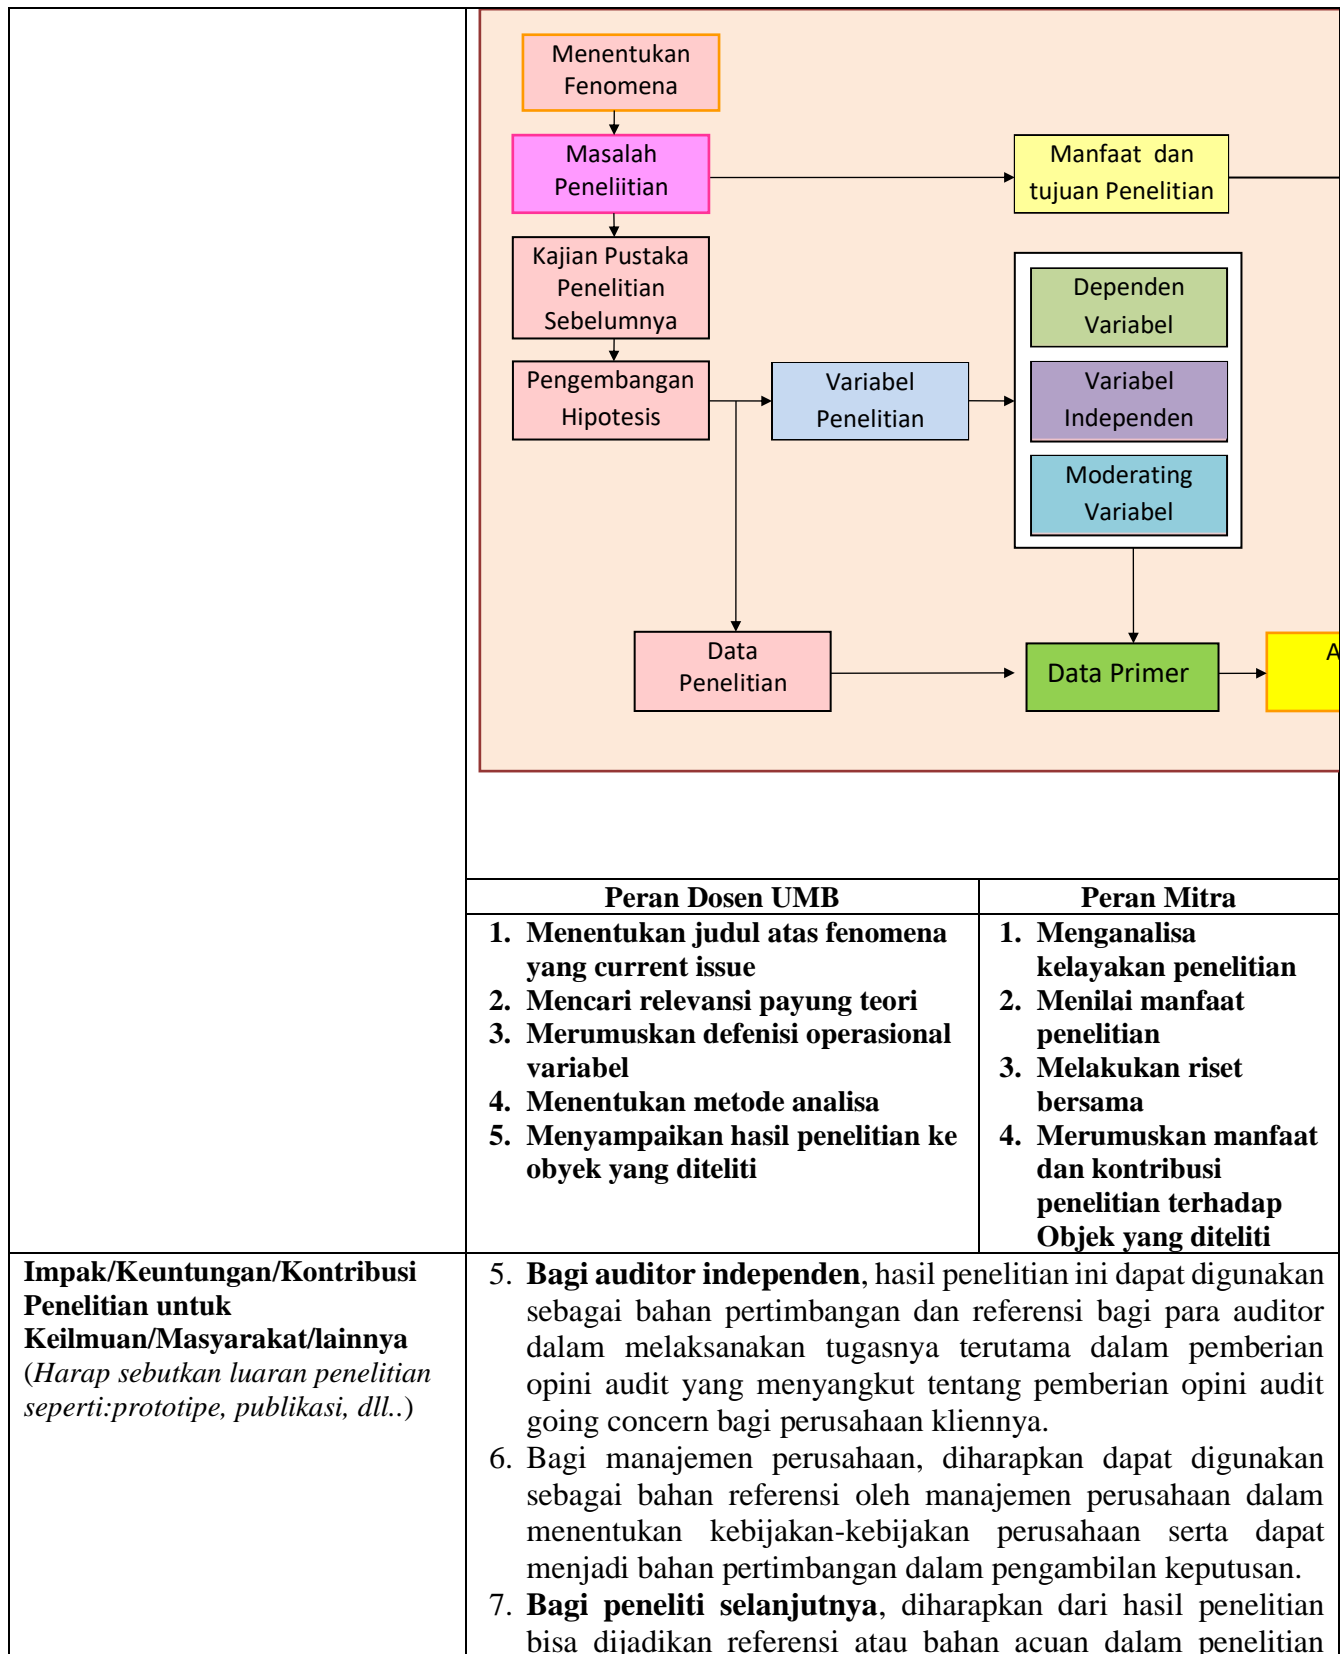 Menentukan
Fenomena
Masalah
Peneliitian
Manfaat dan
tujuan Penelitian
Kajian Pustaka
Penelitian
Sebelumnya
Pengembangan
Hipotesis
Variabel
Penelitian
Dependen
Variabel
Variabel
Independen
Moderating
Variabel
Data
Penelitian
Data Primer
A
Peran Dosen UMB
1. Menentukan judul atas fenomena
yang current issue
2. Mencari relevansi payung teori
3. Merumuskan defenisi operasional
variabel
4. Menentukan metode analisa
5. Menyampaikan hasil penelitian ke
obyek yang diteliti
Peran Mitra
1. Menganalisa
kelayakan penelitian
2. Menilai manfaat
penelitian
3. Melakukan riset
bersama
4. Merumuskan manfaat
dan kontribusi
penelitian terhadap
Objek yang diteliti
Impak/Keuntungan/Kontribusi
Penelitian untuk
Keilmuan/Masyarakat/lainnya
(Harap sebutkan luaran penelitian
seperti:prototipe, publikasi, dll..)
5. Bagi auditor independen, hasil penelitian ini dapat digunakan
sebagai bahan pertimbangan dan referensi bagi para auditor
dalam melaksanakan tugasnya terutama dalam pemberian
opini audit yang menyangkut tentang pemberian opini audit
going concern bagi perusahaan kliennya.
6. Bagi manajemen perusahaan, diharapkan dapat digunakan
sebagai bahan referensi oleh manajemen perusahaan dalam
menentukan kebijakan-kebijakan perusahaan serta dapat
menjadi bahan pertimbangan dalam pengambilan keputusan.
7. Bagi peneliti selanjutnya, diharapkan dari hasil penelitian
bisa dijadikan referensi atau bahan acuan dalam penelitian